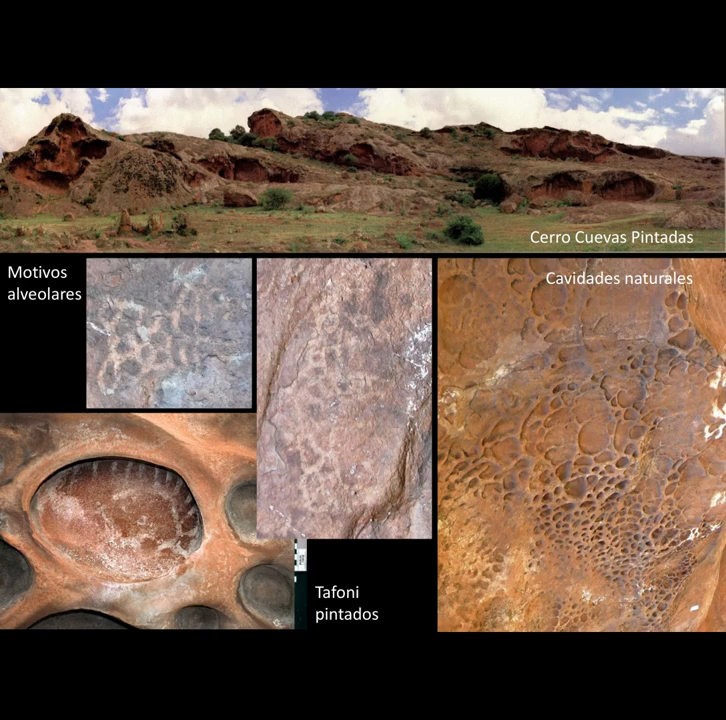 Cerro Cuevas Pintadas
Motivos
alveolares
Cavidades naturales
Tafoni
pintados